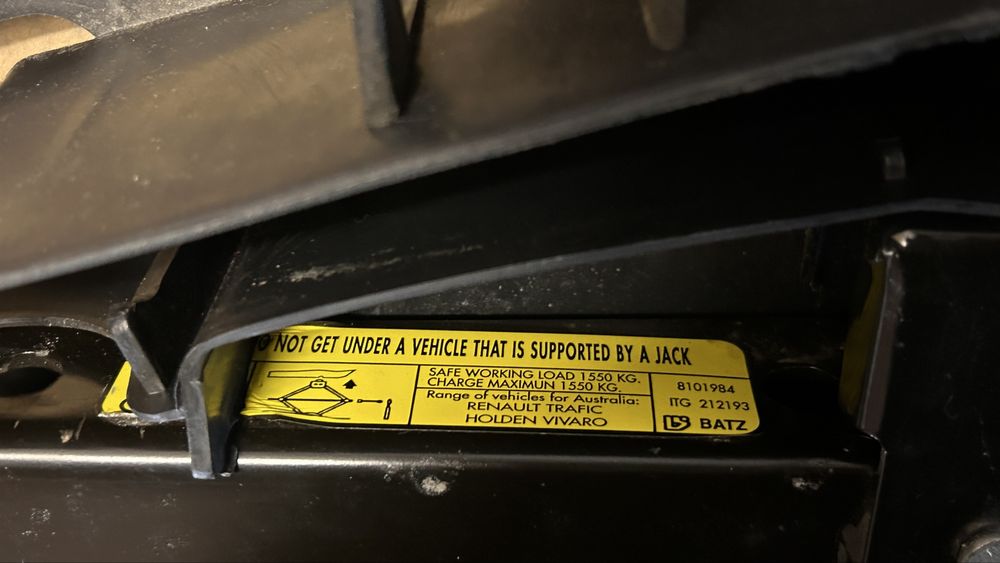 NOT GET UNDER A VEHICLE THAT IS SUPPORTED BY A JACK
SAFE WORKING LOAD 1550 KG.
CHARGE MAXIMUN 1550 KG.
Range of vehicles for Australia:
RENAULT TRAFIC
HOLDEN VIVARO
8101984
ITG 212193
BATZ